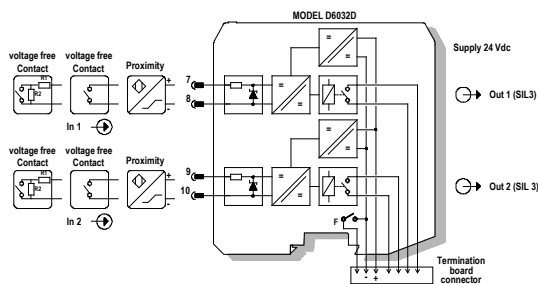 MODEL D6032D
Supply 24 Vdc
voltage free
Contact
voltage free
Contact
Proximity
R1
R2
+
-
7
8
In 1
Out 1 (SIL3)
voltage free
Contact
voltage free
Contact
Proximity
R1
R2
+
-
9
10
In 2
Out 2 (SIL 3)
F
- +
Termination
board
connector